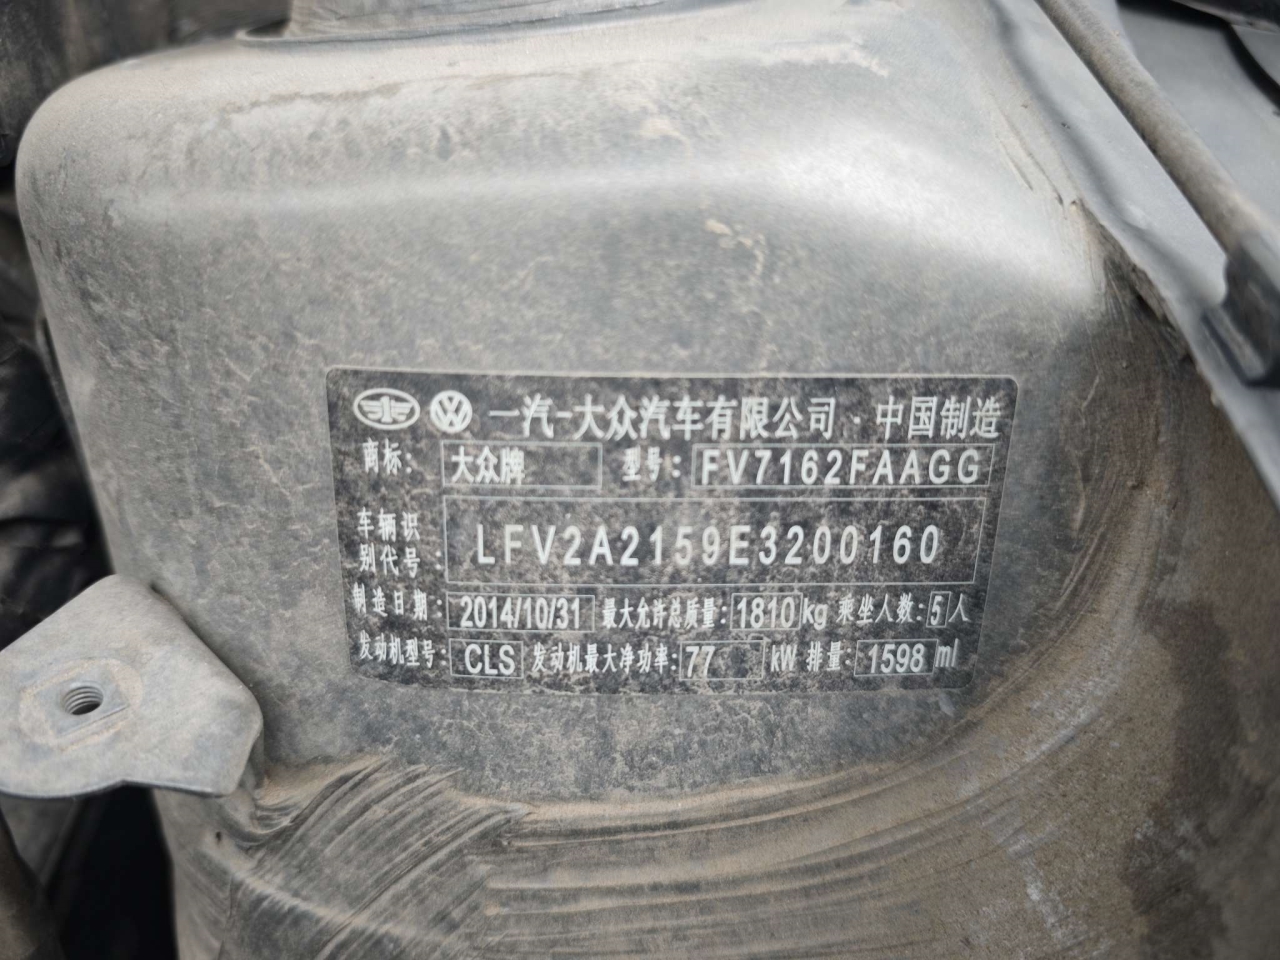 一汽-大众汽车有限公司·中国制造
商标: 大众牌 型号: FV7162FAAGG
车辆识别代号: LFV2A2159E3200160
制造日期: 2014/10/31 最大允许总质量: 1810 kg 乘坐人数: 5 人
发动机型号: CLS 发动机最大净功率: 77 kW 排量: 1598 ml